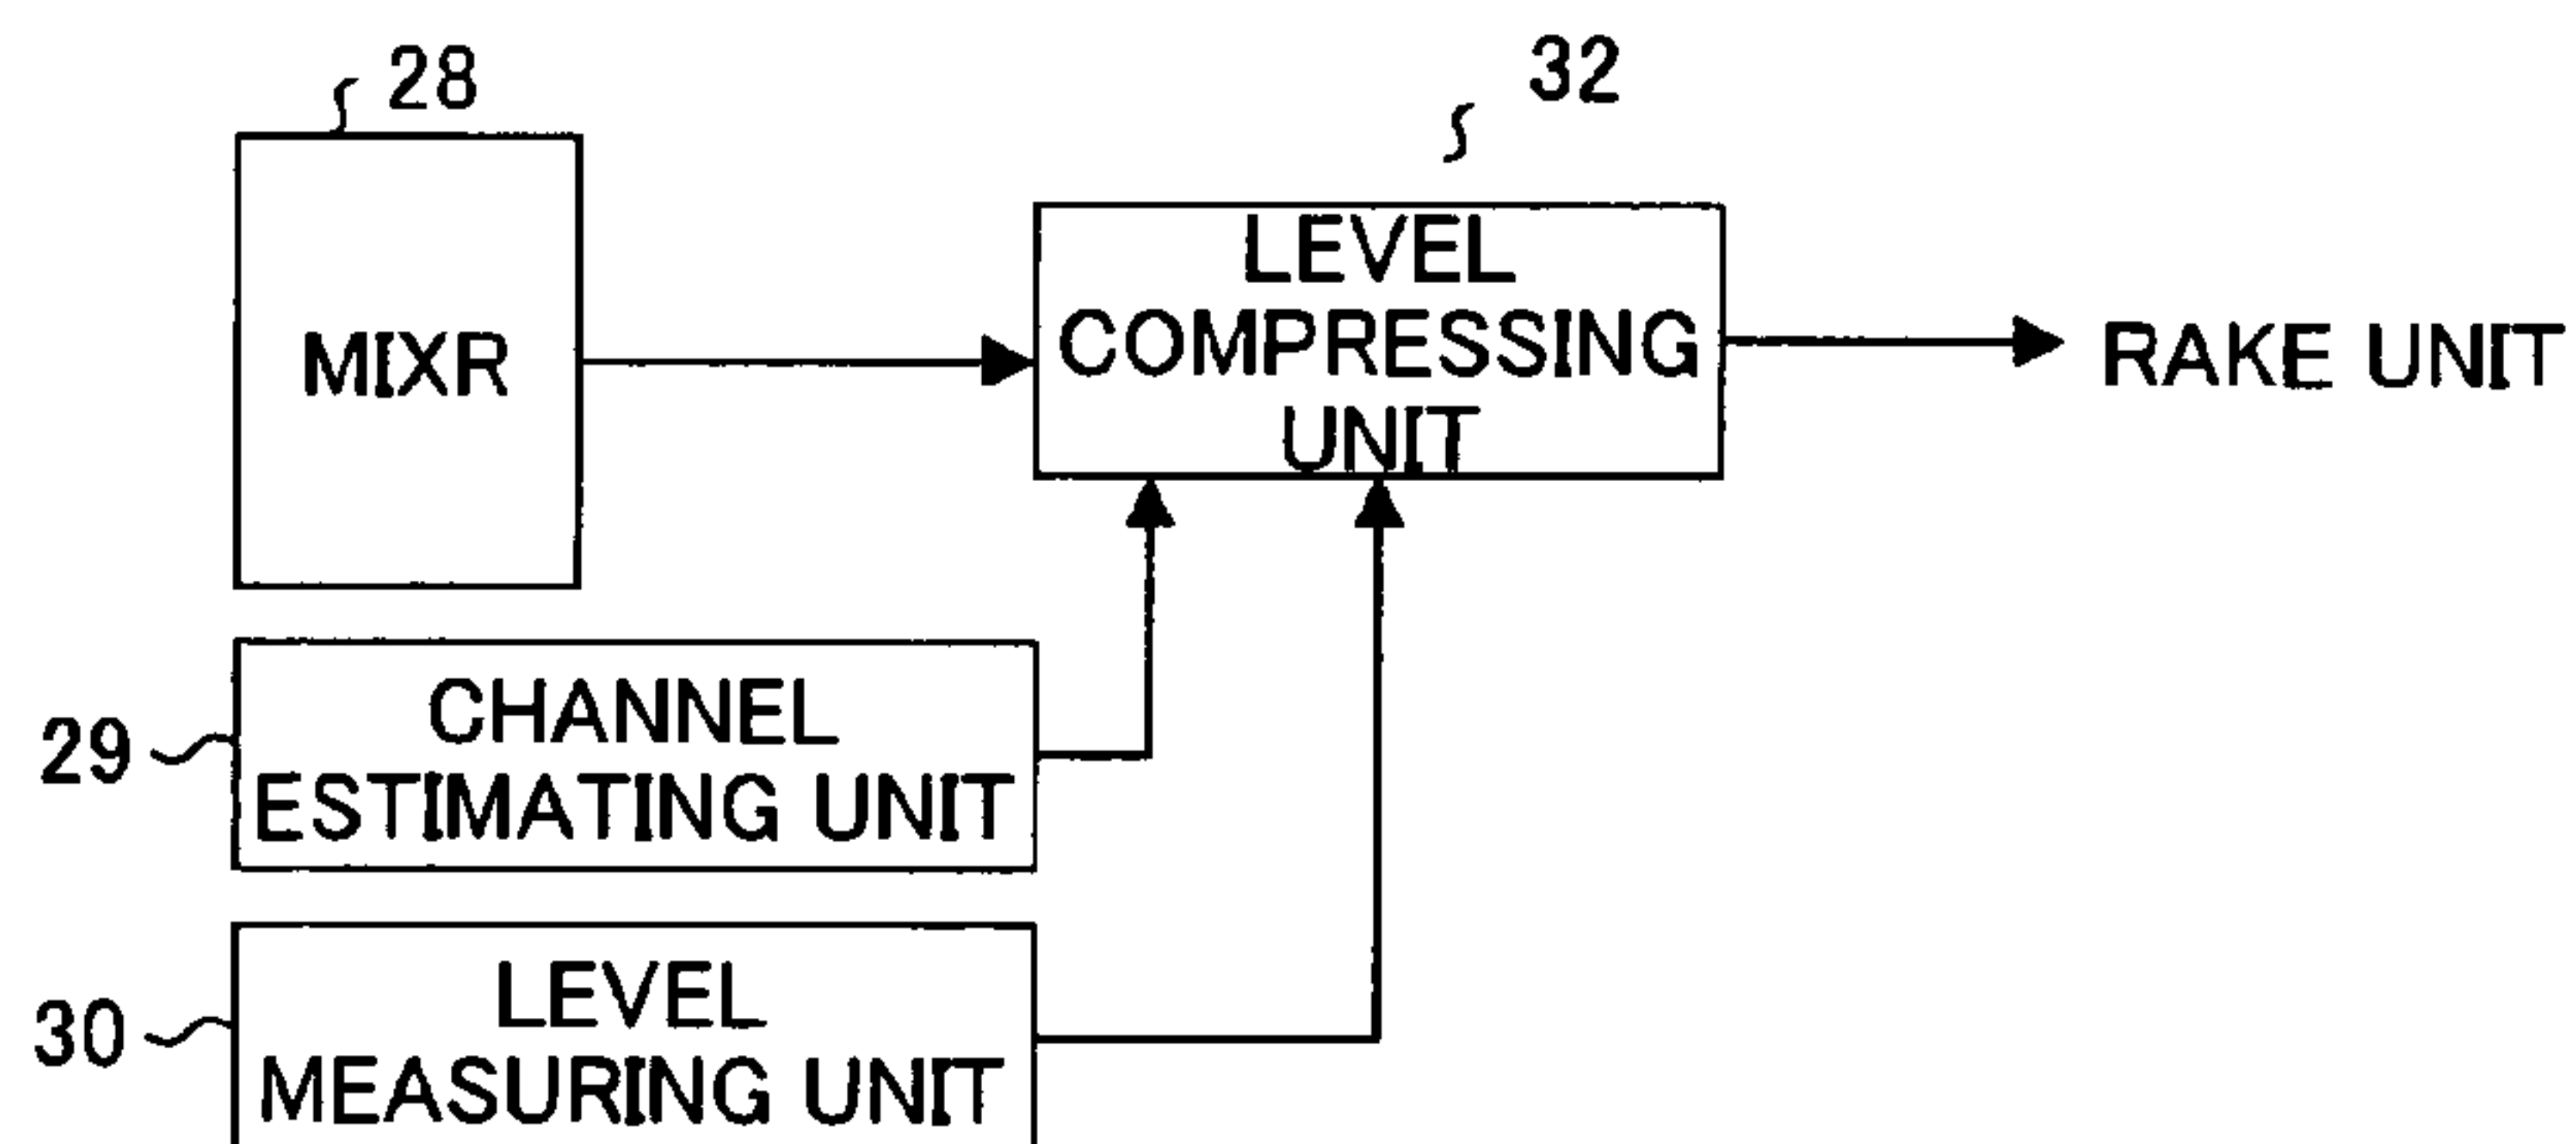 28
32
MIXR
LEVEL
COMPRESSING
UNIT
RAKE UNIT
29
CHANNEL
ESTIMATING UNIT
30
LEVEL
MEASURING UNIT